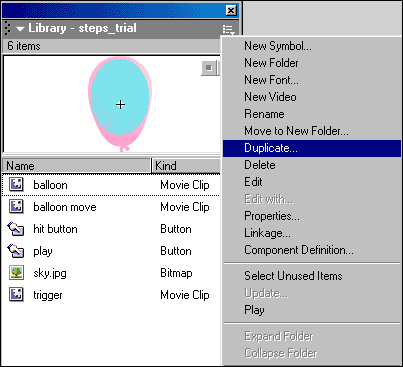 Library - steps_trial
6 items
Name Kind
balloon Movie Clip
balloon move Movie Clip
hit button Button
play Button
sky.jpg Bitmap
trigger Movie Clip
New Symbol...
New Folder
New Font...
New Video
Rename
Move to New Folder...
Duplicate...
Delete
Edit
Edit with...
Properties...
Linkage...
Component Definition...
Select Unused Items
Update...
Play
Expand Folder
Collapse Folder